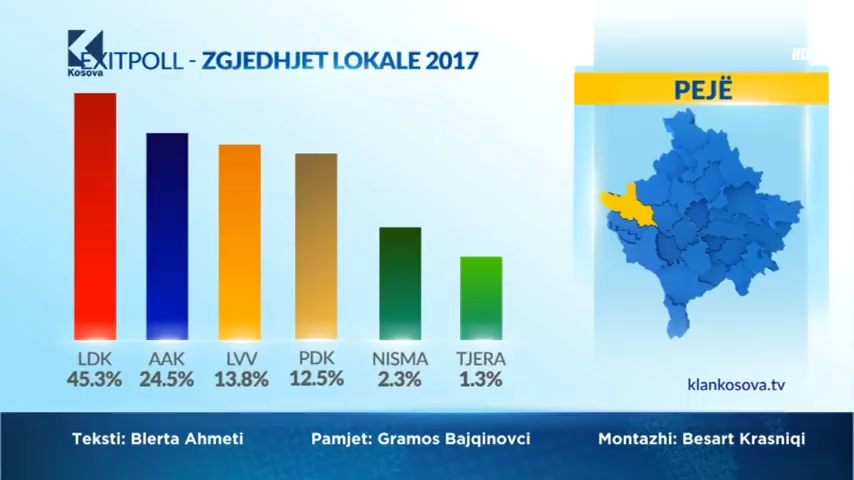 Kosova
EXITPOLL - ZGJEDHJET LOKALE 2017
PEJË
LDK AAK LVV PDK NISMA TJERA
45.3% 24.5% 13.8% 12.5% 2.3% 1.3%
klankosova.tv
Teksti: Blerta Ahmeti Pamjet: Gramos Bajqinovci Montazhi: Besart Krasniqi